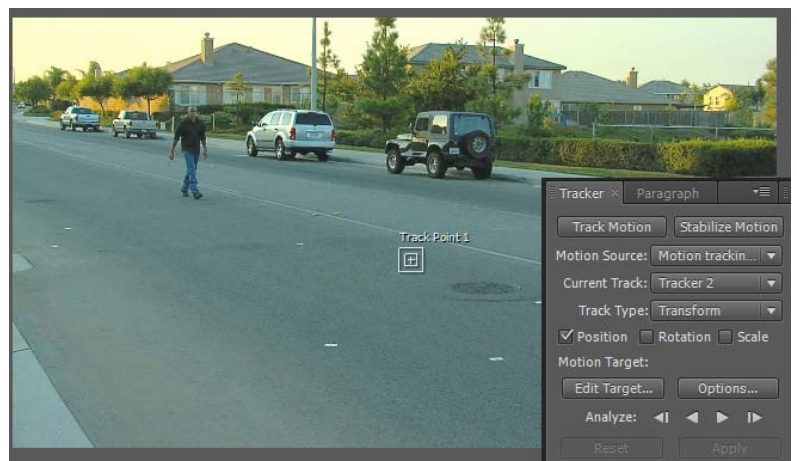 Track Point 1
Tracker × Paragraph
Track Motion Stabilize Motion
Motion Source: Motion trackin...
Current Track: Tracker 2
Track Type: Transform
Position Rotation Scale
Motion Target:
Edit Target... Options...
Analyze:
Reset Apply